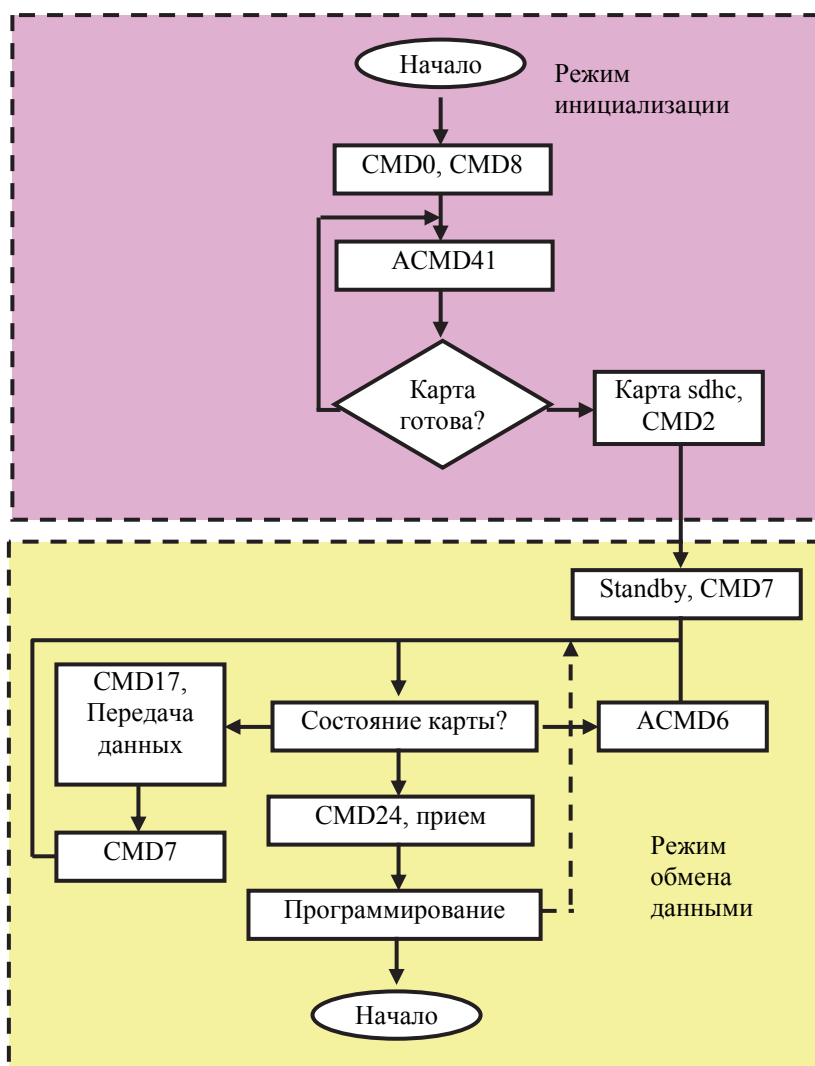 Начало
Режим
инициализации
CMD0, CMD8
ACMD41
Карта
готова?
Карта sdhc,
CMD2
Standby, CMD7
CMD17,
Передача
данных
Состояние карты?
ACMD6
CMD24, прием
CMD7
Режим
обмена
данными
Программирование
Начало